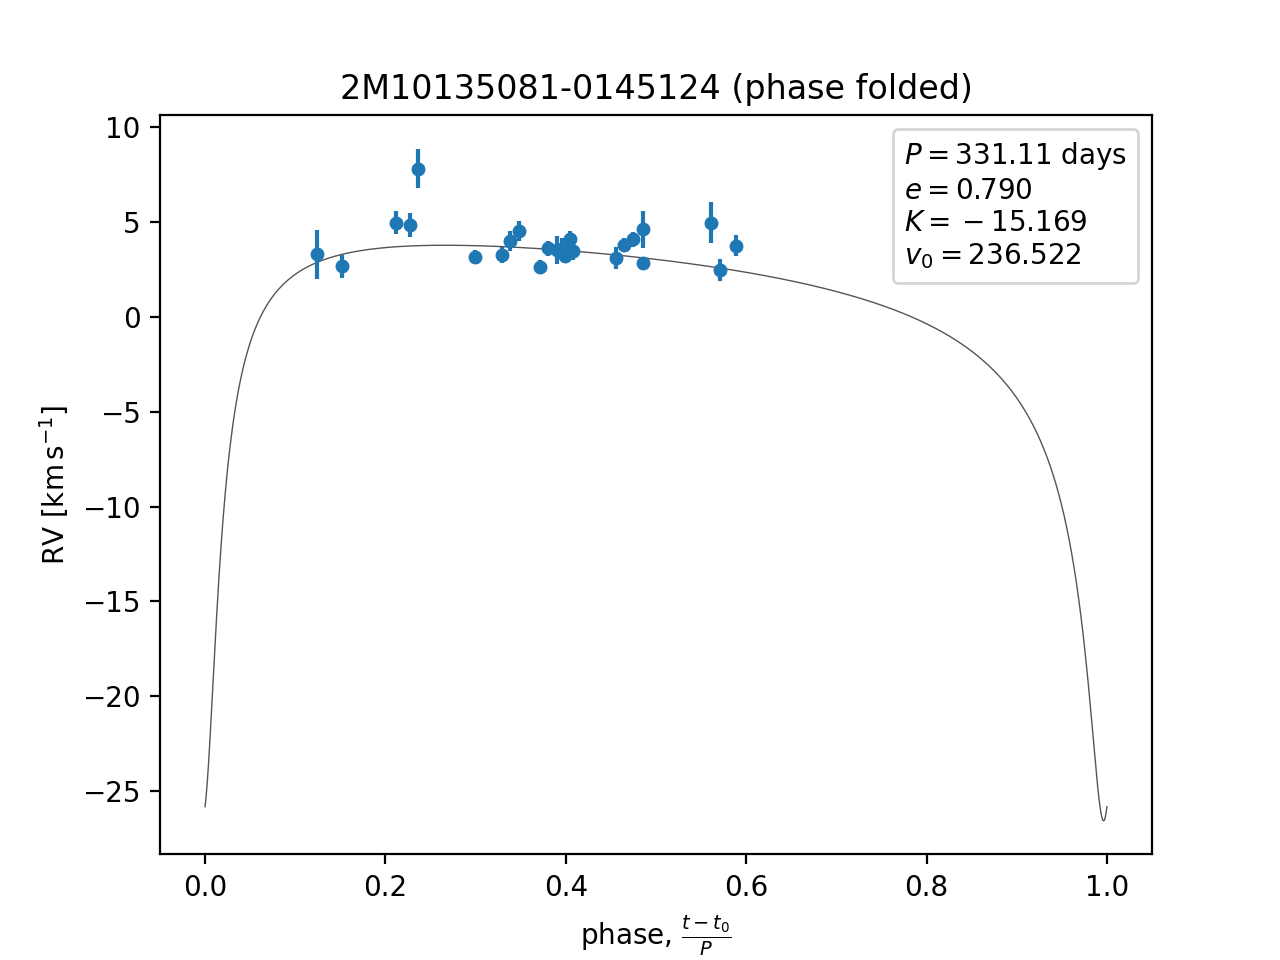 2M10135081-0145124 (phase folded)
P = 331.11 days
e = 0.790
K = −15.169
v₀ = 236.522
10
5
0
−5
−10
−15
−20
−25
RV [km s⁻¹]
0.0 0.2 0.4 0.6 0.8 1.0
phase, (t − t₀)/P